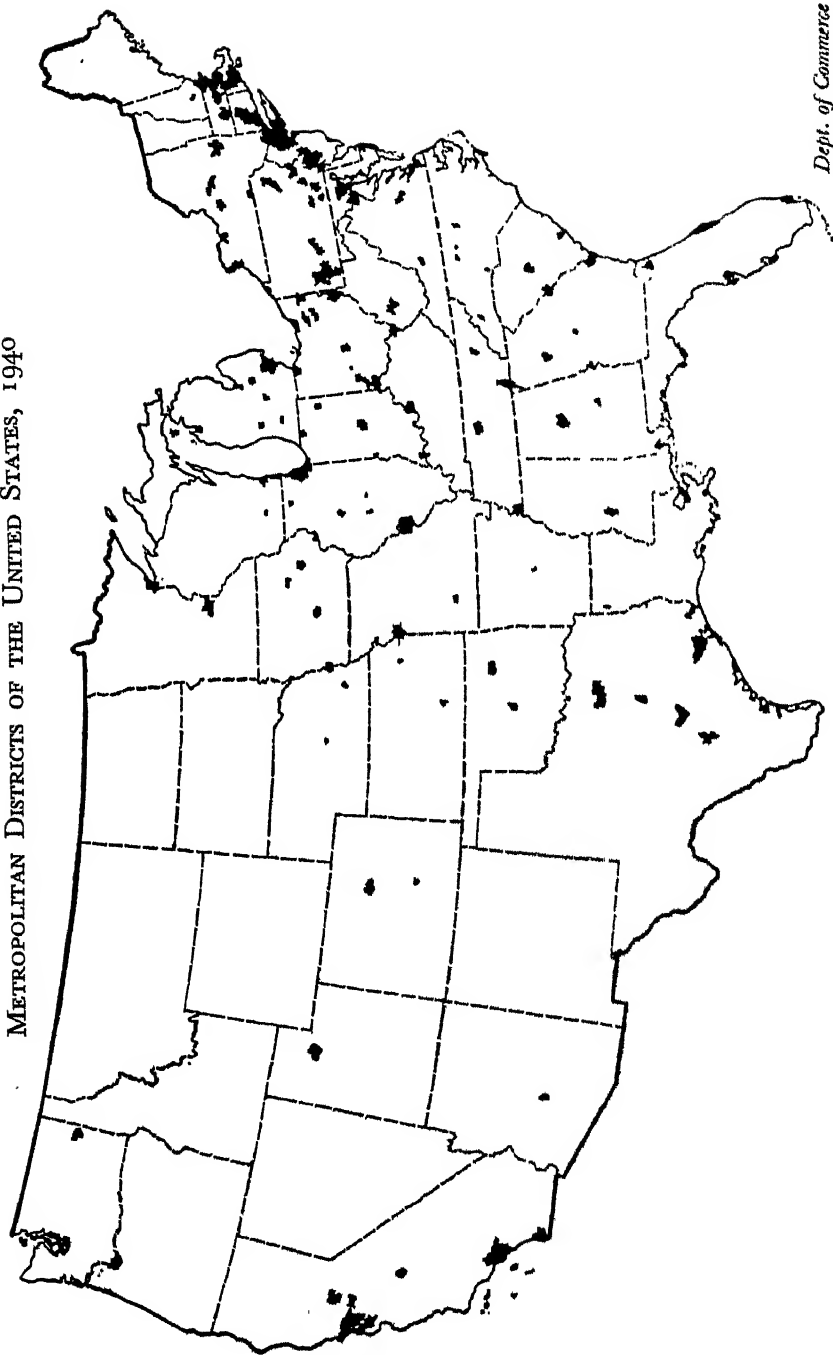 METROPOLITAN DISTRICTS OF THE UNITED STATES, 1940
Dept. of Commerce